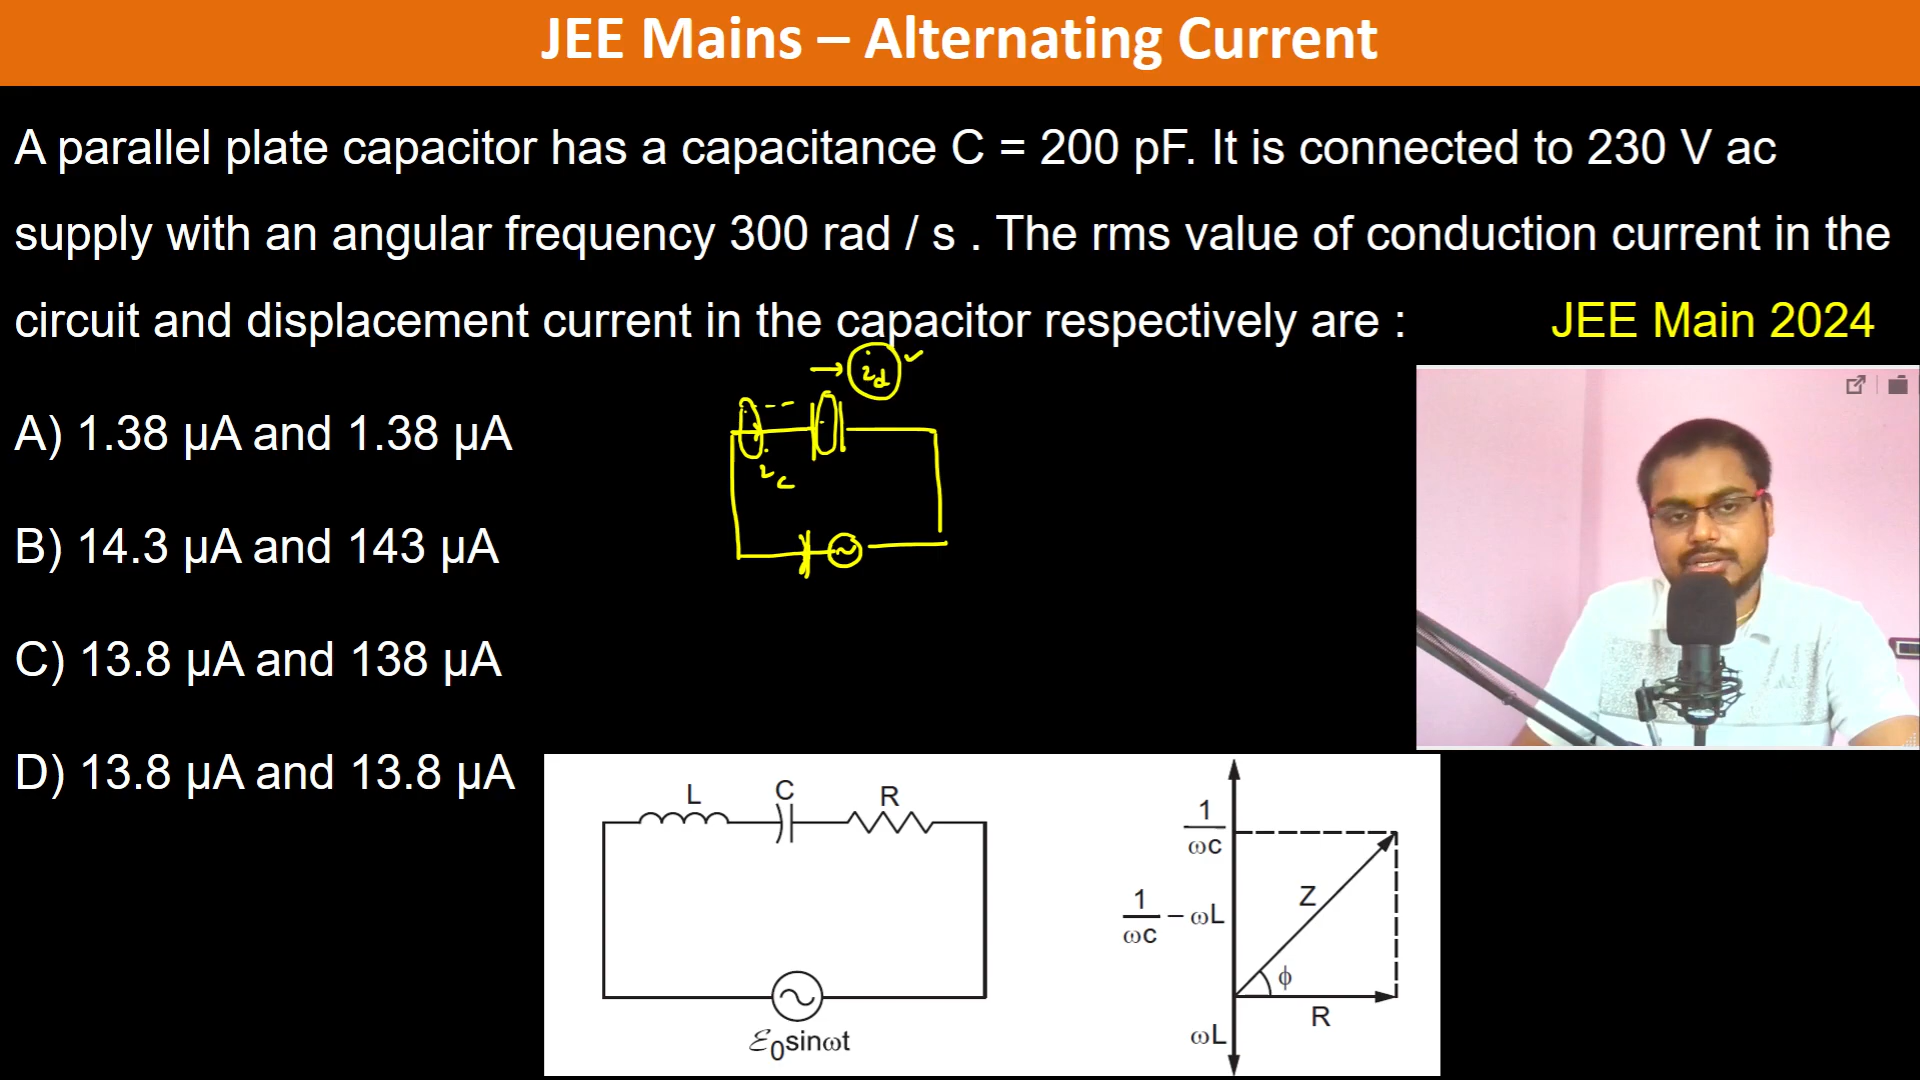 JEE Mains – Alternating Current
A parallel plate capacitor has a capacitance C = 200 pF. It is connected to 230 V ac
supply with an angular frequency 300 rad / s . The rms value of conduction current in the
circuit and displacement current in the capacitor respectively are :
JEE Main 2024
A) 1.38 μA and 1.38 μA
B) 14.3 μA and 143 μA
C) 13.8 μA and 138 μA
D) 13.8 μA and 13.8 μA
→ i_d ✓
i_c
L C R
ℰ₀sinωt
1/ωc
1/ωc – ωL
Z
ϕ
R
ωL